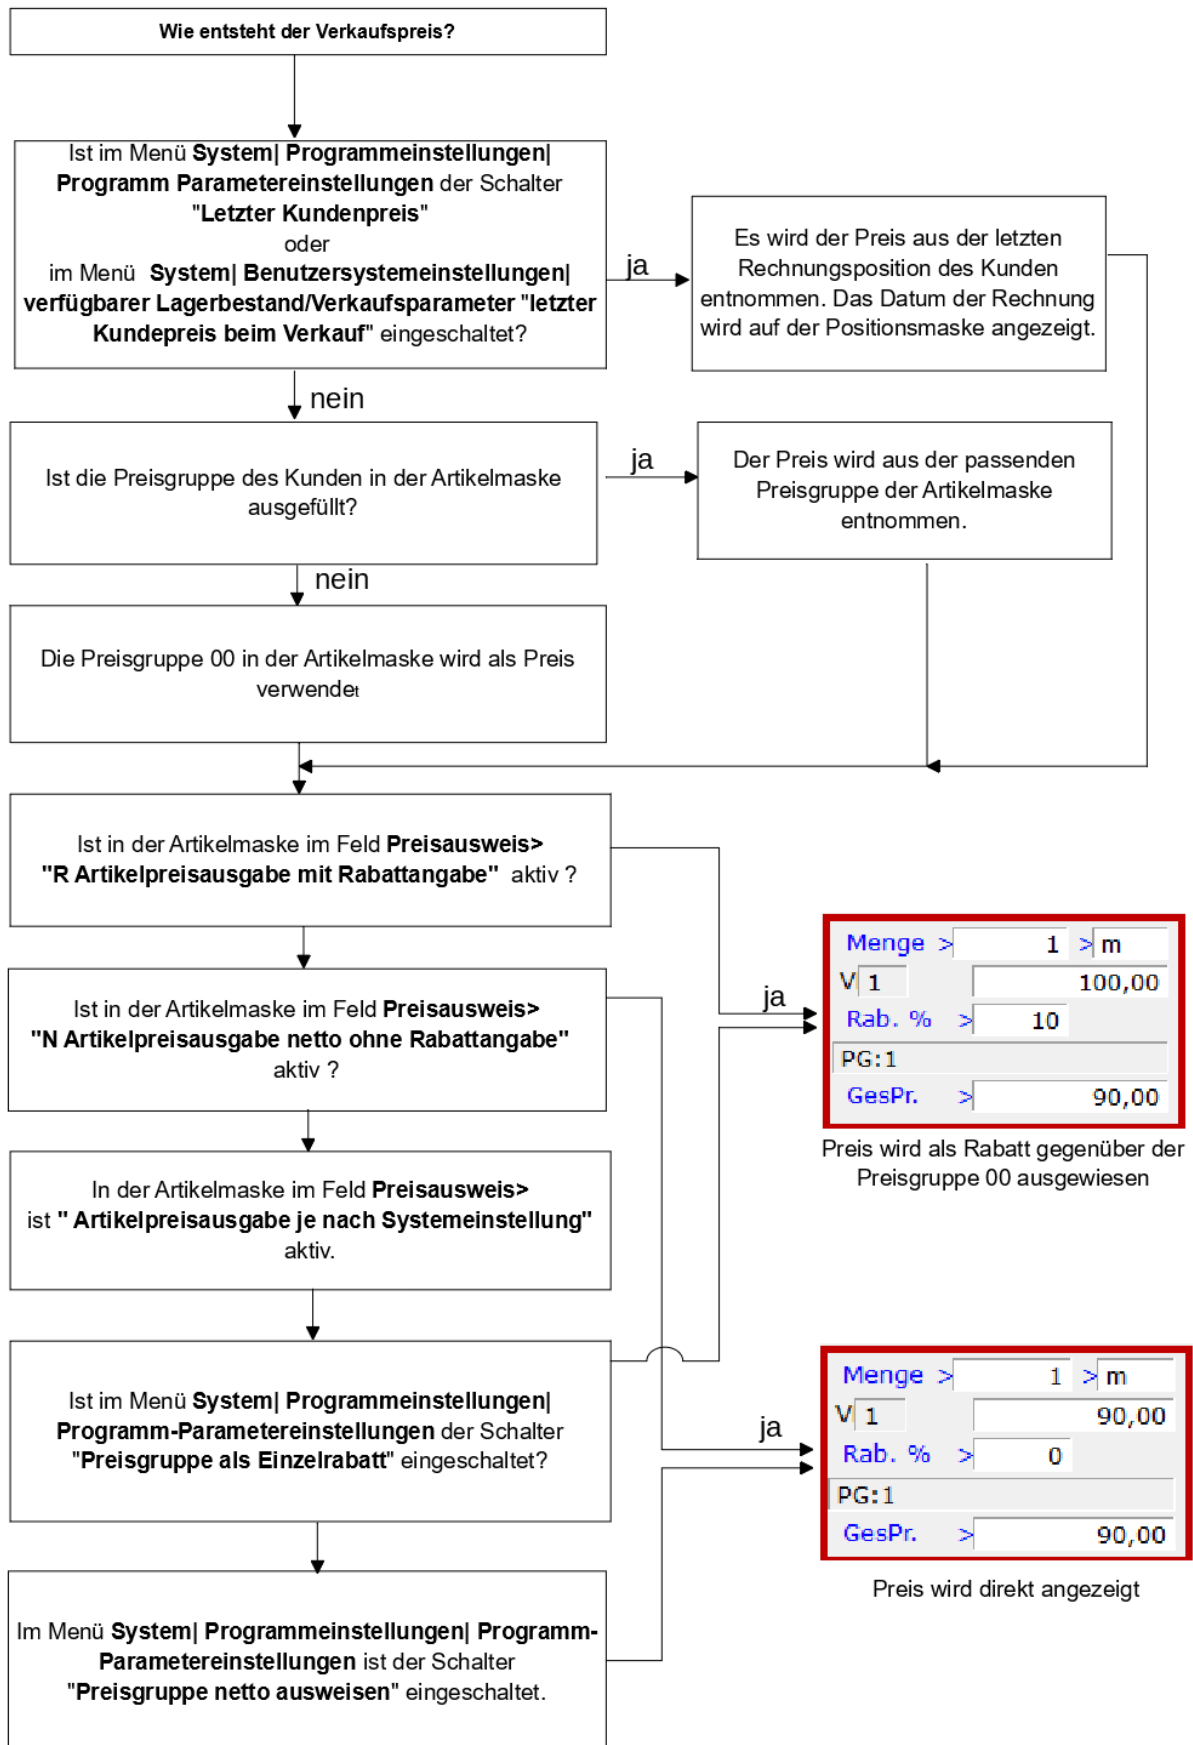 Wie entsteht der Verkaufspreis?
Ist im Menü System| Programmeinstellungen|
Programm Parametereinstellungen der Schalter
"Letzter Kundenpreis"
oder
im Menü System| Benutzersystemeinstellungen|
verfügbarer Lagerbestand/Verkaufsparameter "letzter
Kundepreis beim Verkauf" eingeschaltet?
ja
Es wird der Preis aus der letzten
Rechnungsposition des Kunden
entnommen. Das Datum der Rechnung
wird auf der Positionsmaske angezeigt.
nein
Ist die Preisgruppe des Kunden in der Artikelmaske
ausgefüllt?
ja
Der Preis wird aus der passenden
Preisgruppe der Artikelmaske
entnommen.
nein
Die Preisgruppe 00 in der Artikelmaske wird als Preis
verwendet
Ist in der Artikelmaske im Feld Preisausweis>
"R Artikelpreisausgabe mit Rabattangabe" aktiv ?
Ist in der Artikelmaske im Feld Preisausweis>
"N Artikelpreisausgabe netto ohne Rabattangabe"
aktiv ?
ja
Menge > 1 > m
V 1 100,00
Rab. % > 10
PG:1
GesPr. > 90,00
Preis wird als Rabatt gegenüber der
Preisgruppe 00 ausgewiesen
In der Artikelmaske im Feld Preisausweis>
ist " Artikelpreisausgabe je nach Systemeinstellung"
aktiv.
Ist im Menü System| Programmeinstellungen|
Programm-Parametereinstellungen der Schalter
"Preisgruppe als Einzelrabatt" eingeschaltet?
ja
Menge > 1 > m
V 1 90,00
Rab. % > 0
PG:1
GesPr. > 90,00
Preis wird direkt angezeigt
Im Menü System| Programmeinstellungen| Programm-
Parametereinstellungen ist der Schalter
"Preisgruppe netto ausweisen" eingeschaltet.